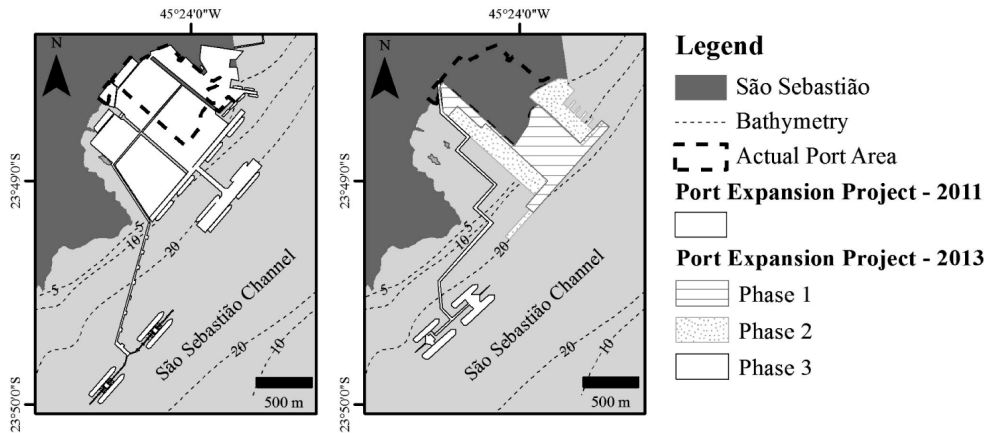 45°24'0"W
45°24'0"W
N
N
23°49'0"S
23°49'0"S
5
10
20
5
10
20
5
5
10
20
São Sebastião Channel
São Sebastião Channel
20
10
20
10
500 m
500 m
23°50'0"S
23°50'0"S
Legend
São Sebastião
Bathymetry
Actual Port Area
Port Expansion Project - 2011
Port Expansion Project - 2013
Phase 1
Phase 2
Phase 3